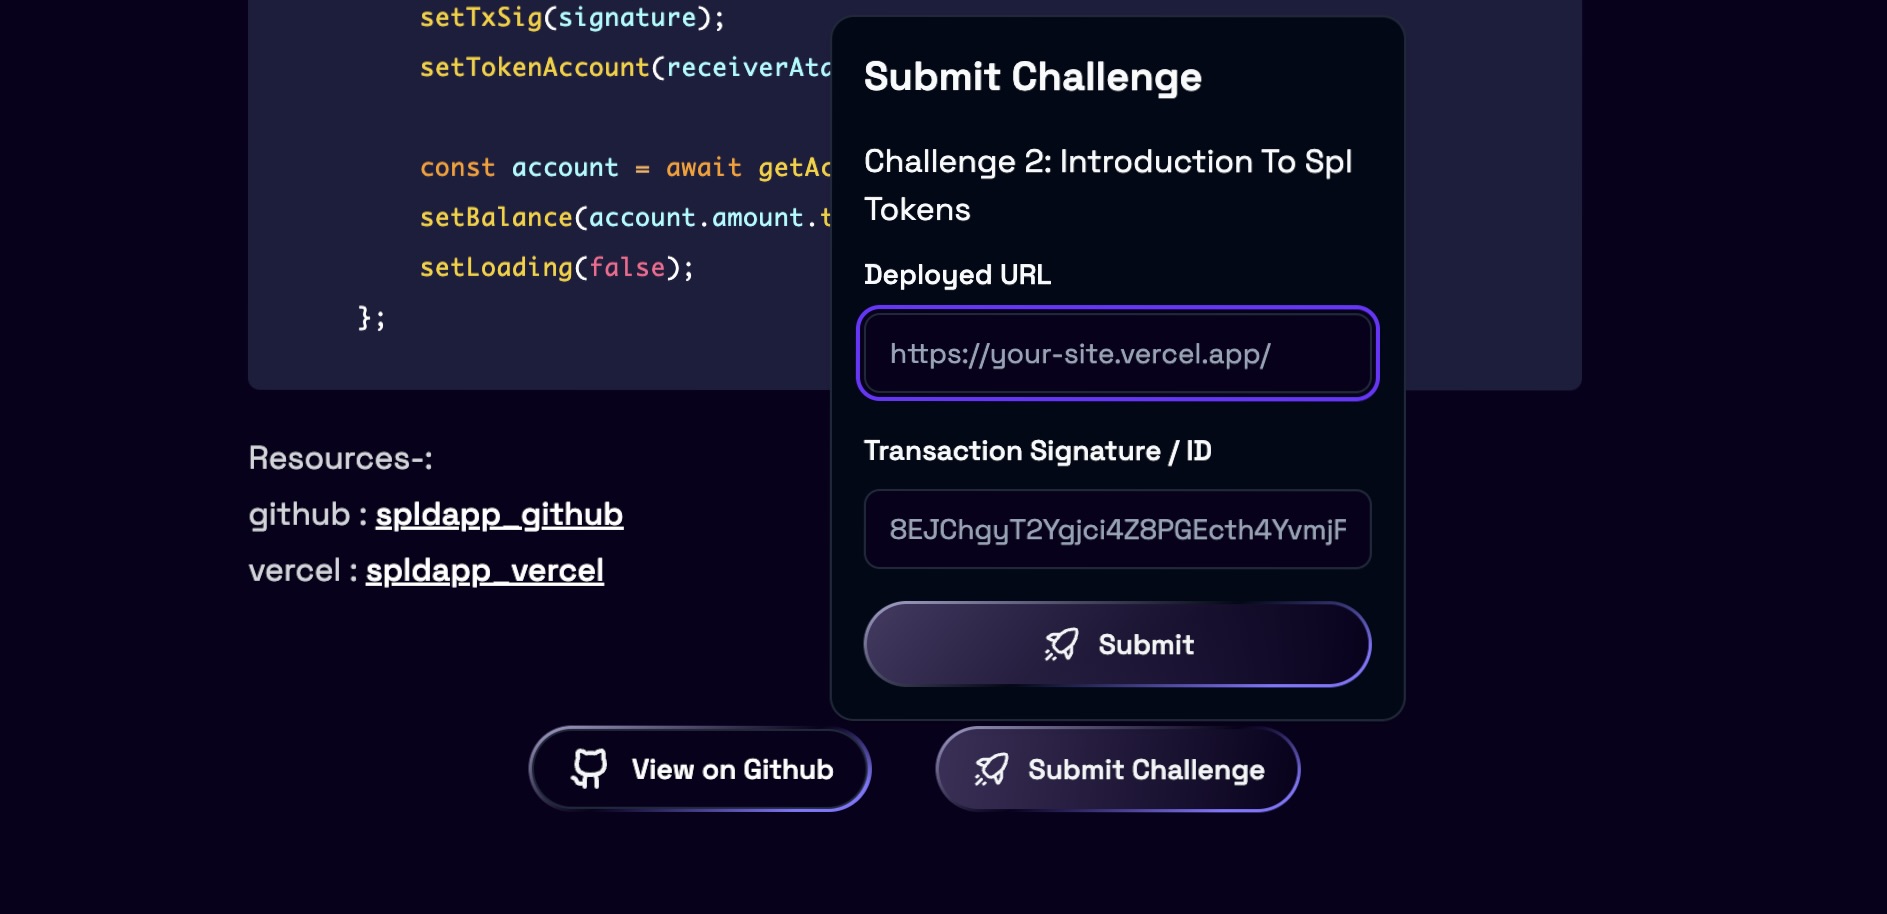 setTxSig(signature);
setTokenAccount(receiverAta
const account = await getAc
setBalance(account.amount.t
setLoading(false);
};
Submit Challenge
Challenge 2: Introduction To Spl
Tokens
Deployed URL
https://your-site.vercel.app/
Transaction Signature / ID
8EJChgyT2Ygjci4Z8PGEcth4YvmjF
Submit
Resources-:
github : spldapp_github
vercel : spldapp_vercel
View on Github
Submit Challenge